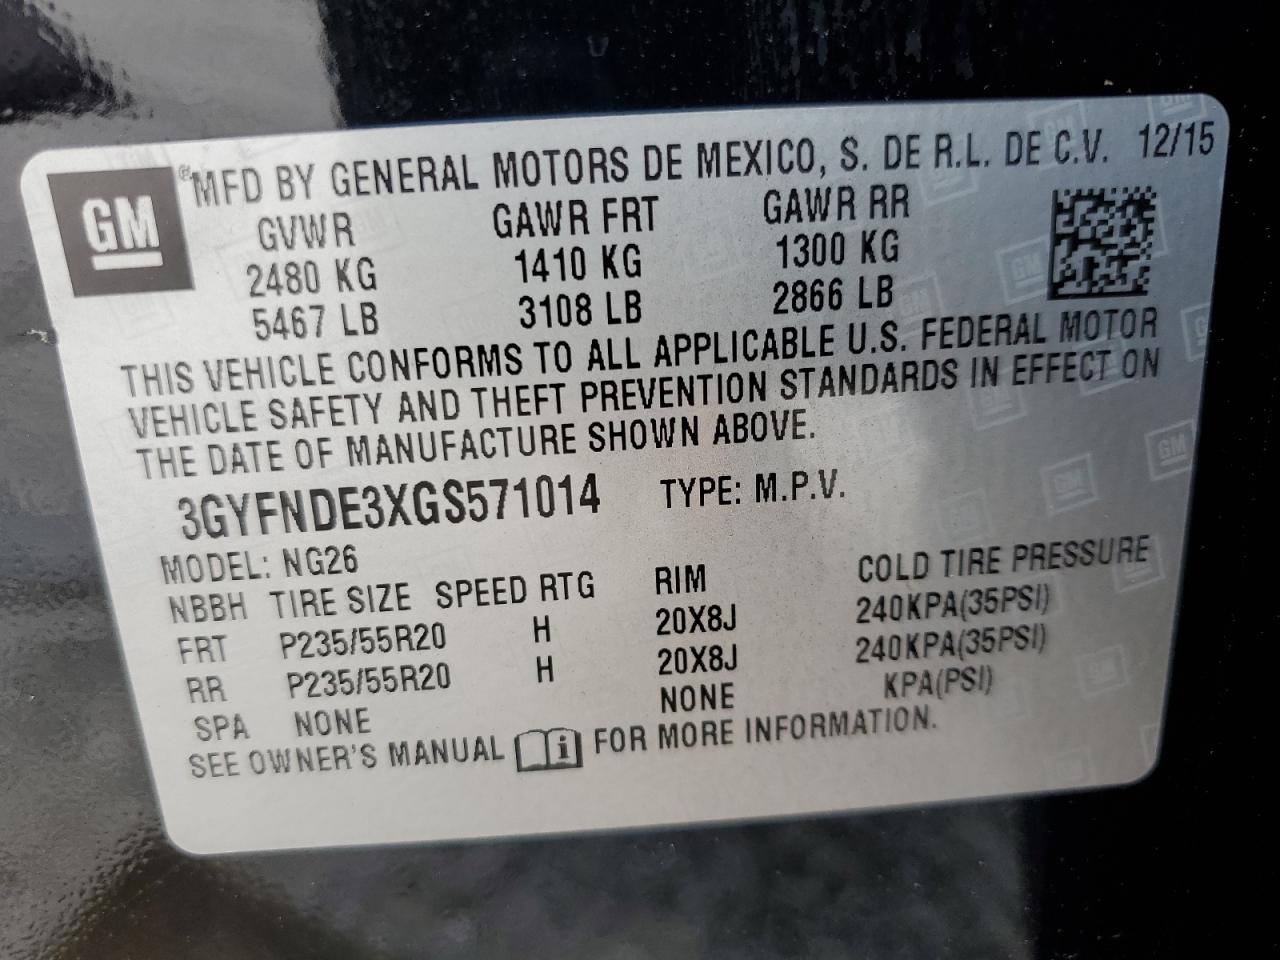 GM
®MFD BY GENERAL MOTORS DE MEXICO, S. DE R.L. DE C.V. 12/15
GVWR GAWR FRT GAWR RR
2480 KG 1410 KG 1300 KG
5467 LB 3108 LB 2866 LB
THIS VEHICLE CONFORMS TO ALL APPLICABLE U.S. FEDERAL MOTOR
VEHICLE SAFETY AND THEFT PREVENTION STANDARDS IN EFFECT ON
THE DATE OF MANUFACTURE SHOWN ABOVE.
3GYFNDE3XGS571014 TYPE: M.P.V.
MODEL: NG26
NBBH TIRE SIZE SPEED RTG RIM COLD TIRE PRESSURE
FRT P235/55R20 H 20X8J 240KPA(35PSI)
RR P235/55R20 H 20X8J 240KPA(35PSI)
SPA NONE NONE KPA(PSI)
SEE OWNER'S MANUAL i FOR MORE INFORMATION.